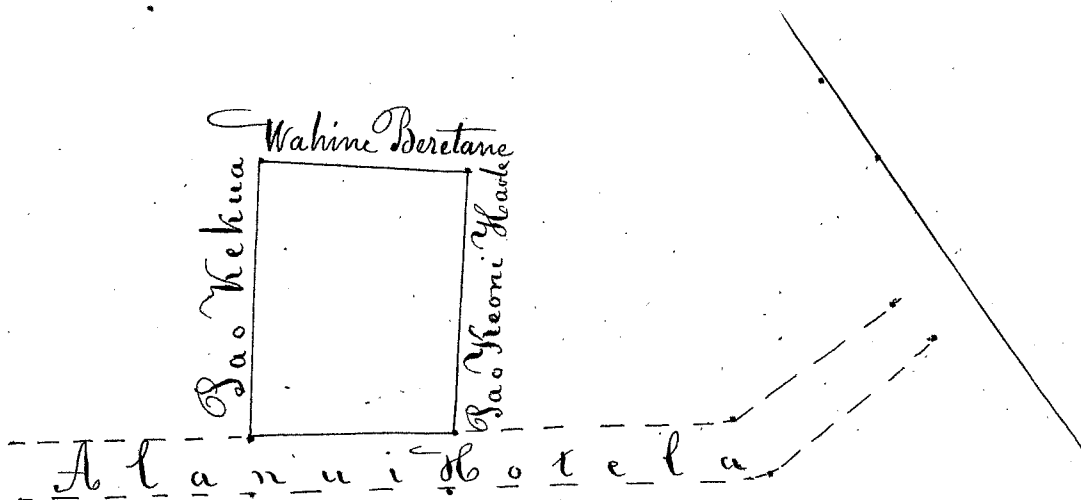 Wahine Beretane
Pa o Kekua
Pa o Keoni Haole
Alanui Hotela